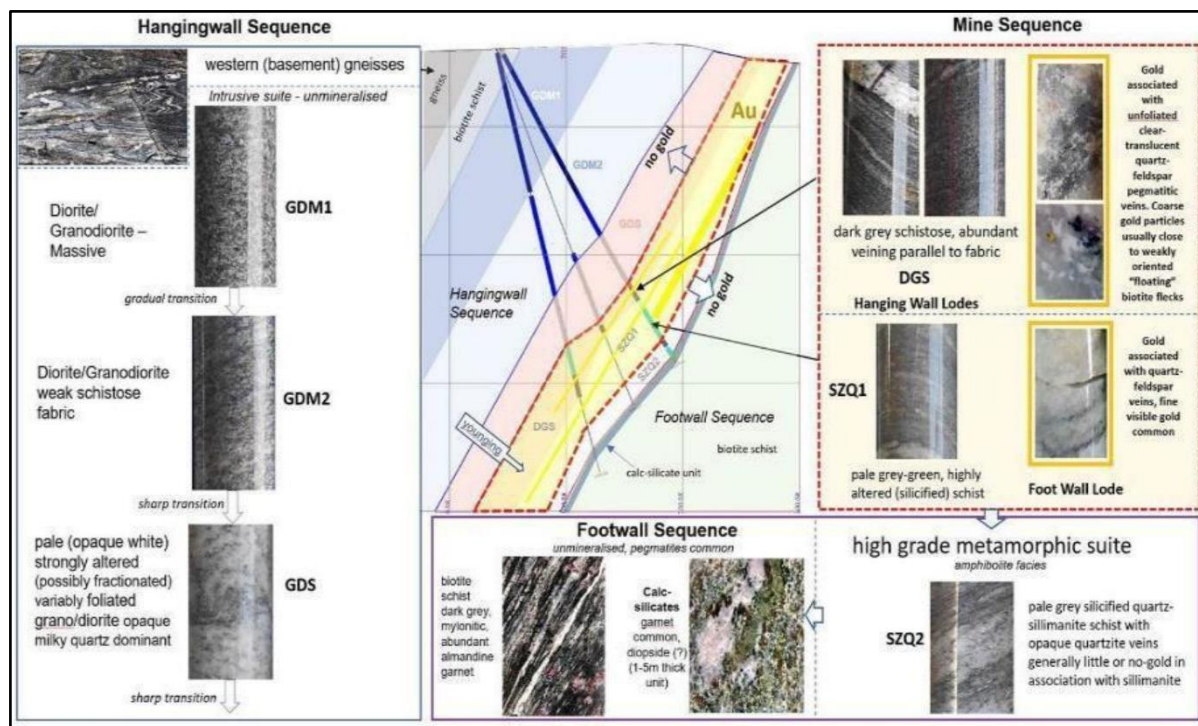 Hangingwall Sequence
western (basement) gneisses
Intrusive suite - unmineralised
Diorite/
Granodiorite –
Massive
GDM1
gradual transition
Diorite/Granodiorite
weak schistose
fabric
GDM2
sharp transition
pale (opaque white)
strongly altered
(possibly fractionated)
variably foliated
grano/diorite opaque
milky quartz dominant
GDS
sharp transition
gneiss
biotite schist
GDM1
GDM2
GDS
Au
no gold
no gold
Hangingwall
Sequence
SZQ1
SZQ2
DGS
younging
Footwall Sequence
biotite schist
calc-silicate unit
Mine Sequence
dark grey schistose, abundant
veining parallel to fabric
DGS
Hanging Wall Lodes
Gold
associated
with
unfoliated
clear-
translucent
quartz-
feldspar
pegmatitic
veins. Coarse
gold particles
usually close
to weakly
oriented
"floating"
biotite flecks
SZQ1
pale grey-green, highly
altered (silicified) schist
Foot Wall Lode
Gold
associated
with quartz-
feldspar
veins, fine
visible gold
common
Footwall Sequence
unmineralised, pegmatites common
biotite
schist
dark grey,
mylonitic,
abundant
almandine
garnet
Calc-
silicates
garnet
common,
diopside (?)
(1-5m thick
unit)
high grade metamorphic suite
amphibolite facies
SZQ2
pale grey silicified quartz-
sillimanite schist with
opaque quartzite veins
generally little or no-gold in
association with sillimanite